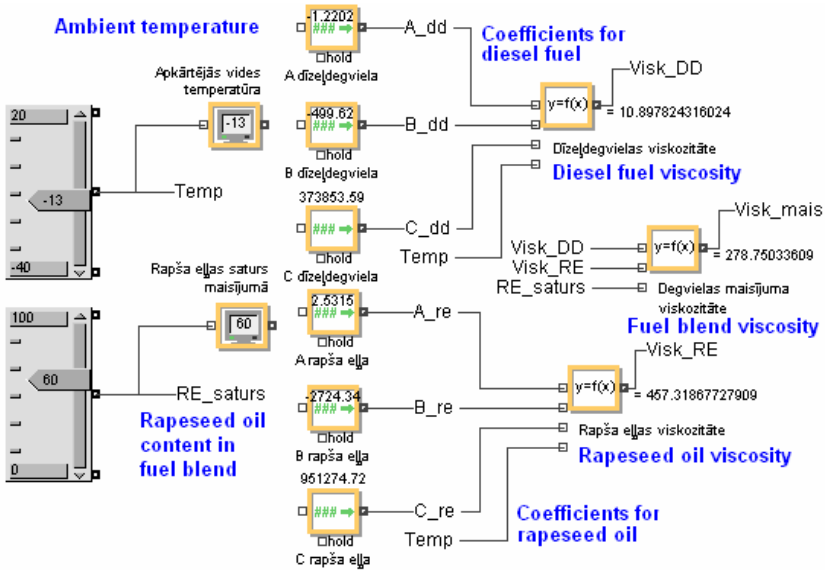 Ambient temperature
-1.2202
###
hold
A dīzeļdegviela
A_dd
Coefficients for
diesel fuel
Visk_DD
y=f(x)
= 10.897824316024
Apkārtējās vides
temperatūra
20
-13
-40
-13
Temp
-499.62
###
hold
B dīzeļdegviela
B_dd
Dīzeļdegvielas viskozitāte
Diesel fuel viscosity
373853.59
###
hold
C dīzeļdegviela
C_dd
Temp
Visk_mais
Visk_DD
Visk_RE
RE_saturs
y=f(x)
= 278.75033609
Degvielas maisījuma
viskozitāte
Fuel blend viscosity
Rapša eļļas saturs
maisījumā
100
60
0
60
RE_saturs
Rapeseed oil
content in
fuel blend
2.5315
###
hold
A rapša eļļa
A_re
Visk_RE
y=f(x)
= 457.31867727909
-2724.34
###
hold
B rapša eļļa
B_re
Rapša eļļas viskozitāte
Rapeseed oil viscosity
951274.72
###
hold
C rapša eļļa
C_re
Temp
Coefficients for
rapeseed oil